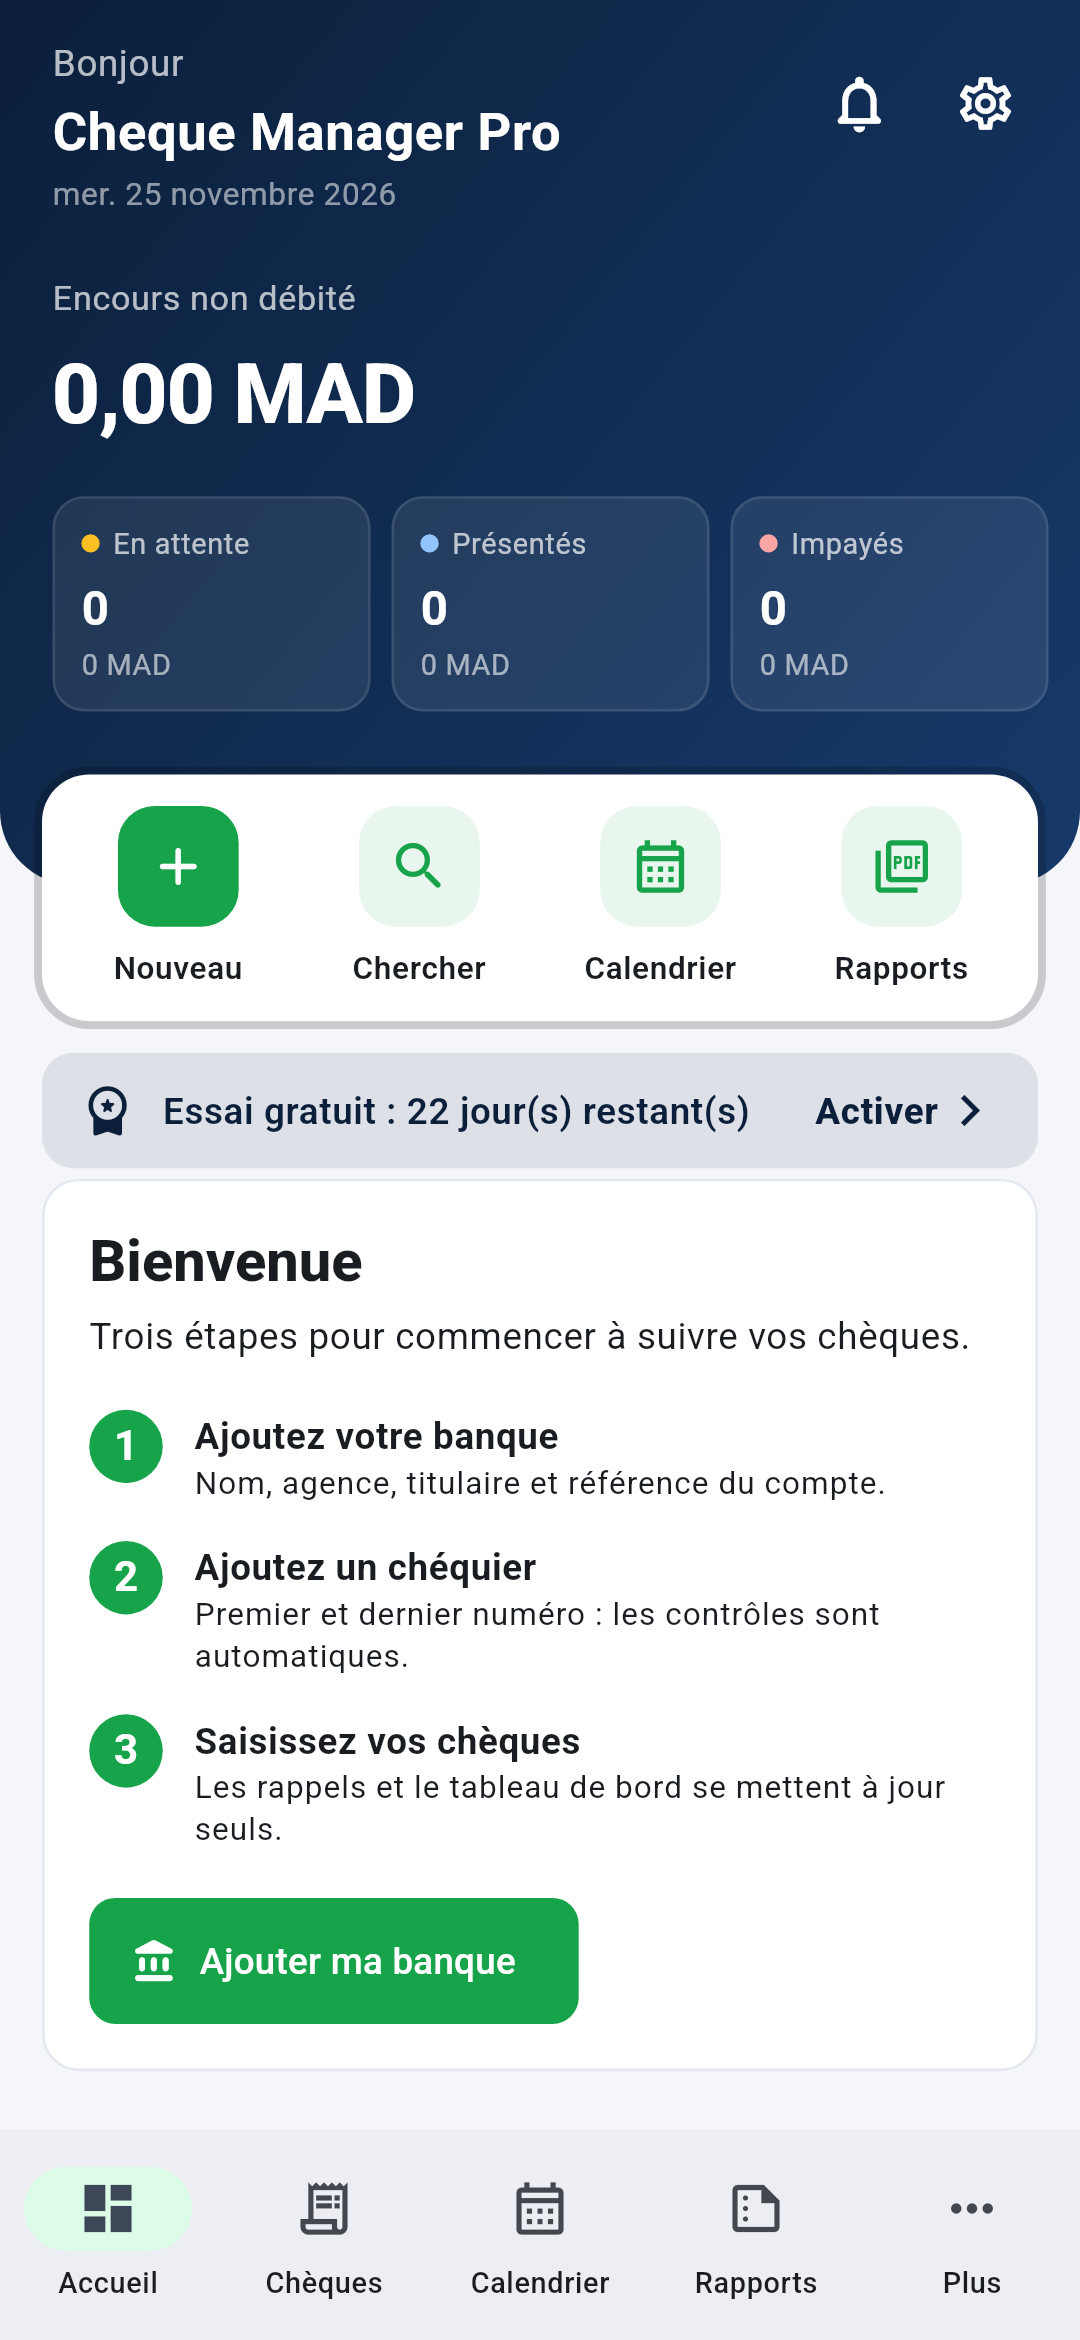 Bonjour
Cheque Manager Pro
mer. 25 novembre 2026
Encours non débité
0,00 MAD
En attente
0
0 MAD
Présentés
0
0 MAD
Impayés
0
0 MAD
Nouveau
Chercher
Calendrier
PDF
Rapports
Essai gratuit : 22 jour(s) restant(s)
Activer
Bienvenue
Trois étapes pour commencer à suivre vos chèques.
1
Ajoutez votre banque
Nom, agence, titulaire et référence du compte.
2
Ajoutez un chéquier
Premier et dernier numéro : les contrôles sont
automatiques.
3
Saisissez vos chèques
Les rappels et le tableau de bord se mettent à jour
seuls.
Ajouter ma banque
Accueil
Chèques
Calendrier
Rapports
Plus